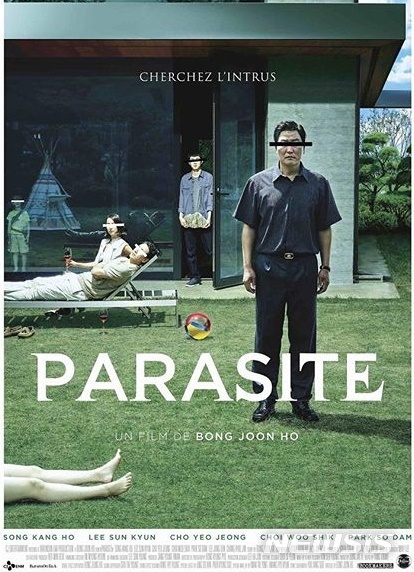 CHERCHEZ L'INTRUS
PARASITE
UN FILM DE BONG JOON HO
SONG KANG HO LEE SUN KYUN CHO YEO JEONG CHOI WOO SHIK PARK SO DAM
NEWSIS